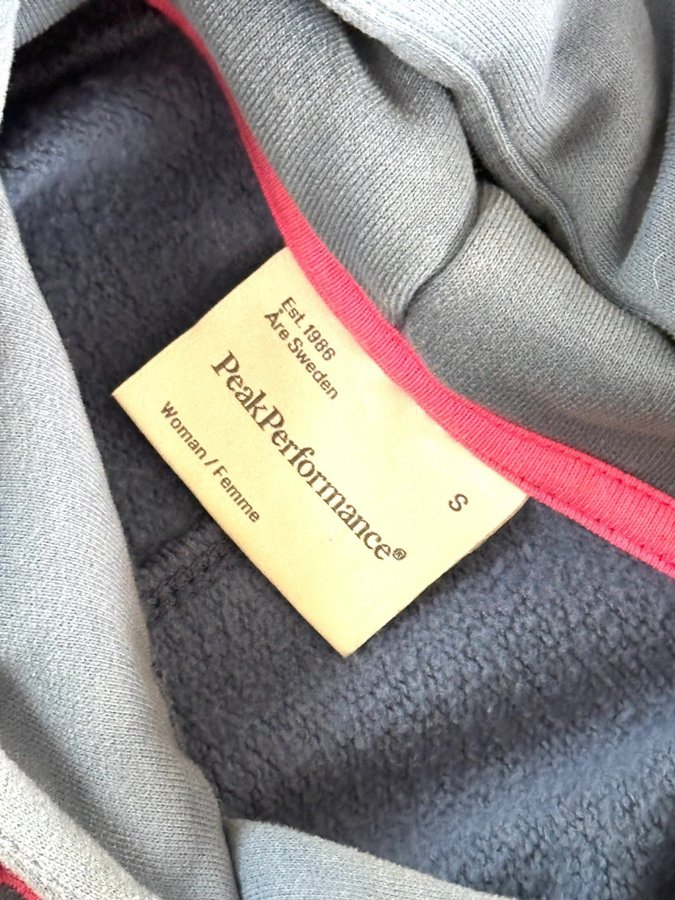 Est. 1986
Åre Sweden
PeakPerformance®
Woman / Femme
S